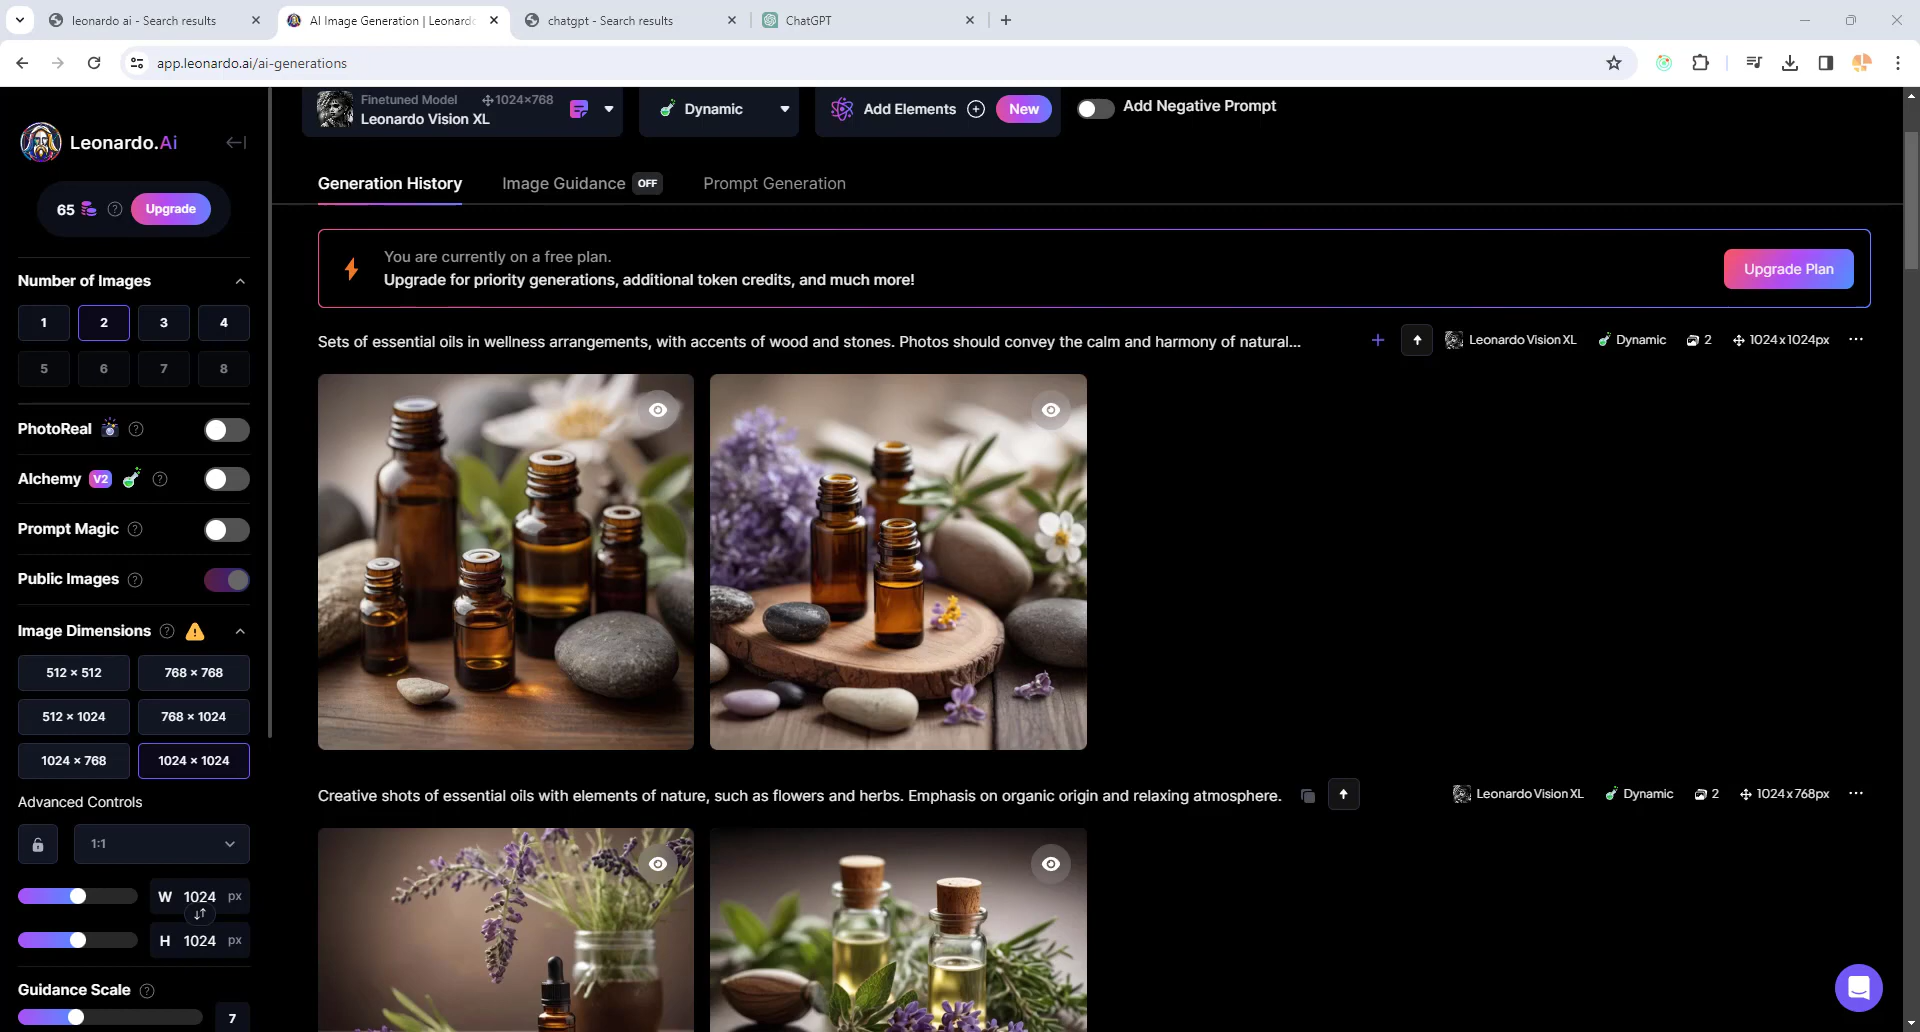 leonardo ai - Search results
AI Image Generation | Leonardo
chatgpt - Search results
ChatGPT
app.leonardo.ai/ai-generations
Leonardo.Ai
65
Upgrade
Number of Images
1 2 3 4
5 6 7 8
PhotoReal
Alchemy V2
Prompt Magic
Public Images
Image Dimensions
512 × 512 768 × 768
512 × 1024 768 × 1024
1024 × 768 1024 × 1024
Advanced Controls
1:1
W 1024 px
H 1024 px
Guidance Scale
7
Finetuned Model 1024×768
Leonardo Vision XL
Dynamic
Add Elements New
Add Negative Prompt
Generation History Image Guidance OFF Prompt Generation
You are currently on a free plan.
Upgrade for priority generations, additional token credits, and much more!
Upgrade Plan
Sets of essential oils in wellness arrangements, with accents of wood and stones. Photos should convey the calm and harmony of natural...
Leonardo Vision XL Dynamic 2 1024x1024px
Creative shots of essential oils with elements of nature, such as flowers and herbs. Emphasis on organic origin and relaxing atmosphere.
Leonardo Vision XL Dynamic 2 1024x768px